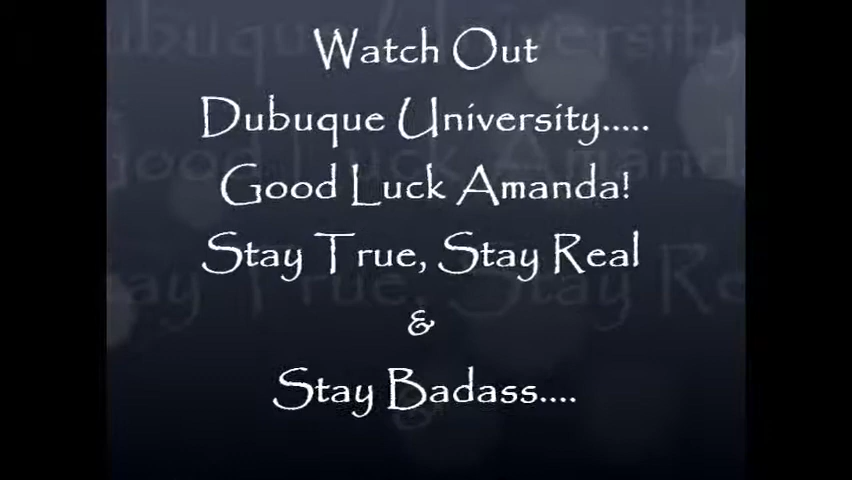 Watch Out
Dubuque University.....
Good Luck Amanda!
Stay True, Stay Real
&
Stay Badass....